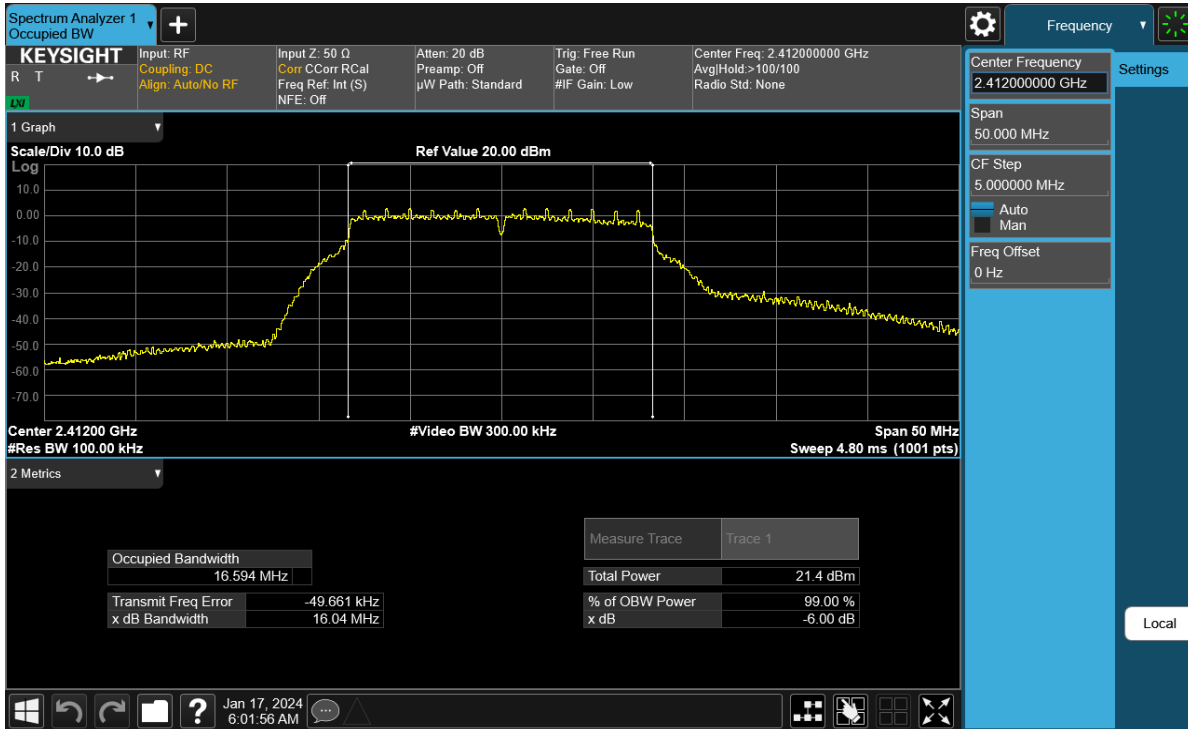 Spectrum Analyzer 1
Occupied BW
Frequency
KEYSIGHT
R T
LXI
Input: RF
Coupling: DC
Align: Auto/No RF
Input Z: 50 Ω
Corr CCorr RCal
Freq Ref: Int (S)
NFE: Off
Atten: 20 dB
Preamp: Off
µW Path: Standard
Trig: Free Run
Gate: Off
#IF Gain: Low
Center Freq: 2.412000000 GHz
Avg|Hold:>100/100
Radio Std: None
Center Frequency
2.412000000 GHz
Settings
Span
50.000 MHz
CF Step
5.000000 MHz
Auto
Man
Freq Offset
0 Hz
Local
1 Graph
Scale/Div 10.0 dB
Ref Value 20.00 dBm
Log
10.0
0.00
-10.0
-20.0
-30.0
-40.0
-50.0
-60.0
-70.0
Center 2.41200 GHz
#Video BW 300.00 kHz
Span 50 MHz
#Res BW 100.00 kHz
Sweep 4.80 ms (1001 pts)
2 Metrics
Measure Trace Trace 1
Occupied Bandwidth
16.594 MHz
Total Power 21.4 dBm
Transmit Freq Error -49.661 kHz
% of OBW Power 99.00 %
x dB Bandwidth 16.04 MHz
x dB -6.00 dB
?
Jan 17, 2024
6:01:56 AM